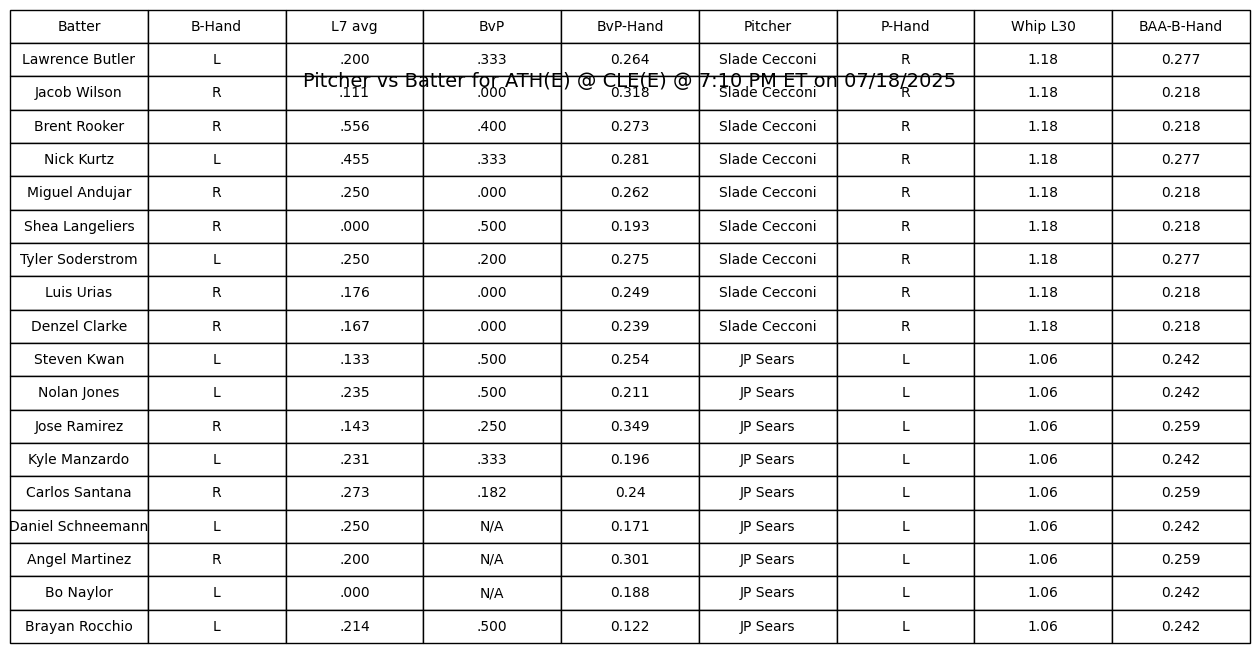 Batter B-Hand L7 avg BvP BvP-Hand Pitcher P-Hand Whip L30 BAA-B-Hand
Lawrence Butler L .200 .333 0.264 Slade Cecconi R 1.18 0.277
Pitcher vs Batter for ATH(E) @ CLE(E) @ 7:10 PM ET on 07/18/2025
Jacob Wilson R .111 .000 0.318 Slade Cecconi R 1.18 0.218
Brent Rooker R .556 .400 0.273 Slade Cecconi R 1.18 0.218
Nick Kurtz L .455 .333 0.281 Slade Cecconi R 1.18 0.277
Miguel Andujar R .250 .000 0.262 Slade Cecconi R 1.18 0.218
Shea Langeliers R .000 .500 0.193 Slade Cecconi R 1.18 0.218
Tyler Soderstrom L .250 .200 0.275 Slade Cecconi R 1.18 0.277
Luis Urias R .176 .000 0.249 Slade Cecconi R 1.18 0.218
Denzel Clarke R .167 .000 0.239 Slade Cecconi R 1.18 0.218
Steven Kwan L .133 .500 0.254 JP Sears L 1.06 0.242
Nolan Jones L .235 .500 0.211 JP Sears L 1.06 0.242
Jose Ramirez R .143 .250 0.349 JP Sears L 1.06 0.259
Kyle Manzardo L .231 .333 0.196 JP Sears L 1.06 0.242
Carlos Santana R .273 .182 0.24 JP Sears L 1.06 0.259
Daniel Schneemann L .250 N/A 0.171 JP Sears L 1.06 0.242
Angel Martinez R .200 N/A 0.301 JP Sears L 1.06 0.259
Bo Naylor L .000 N/A 0.188 JP Sears L 1.06 0.242
Brayan Rocchio L .214 .500 0.122 JP Sears L 1.06 0.242